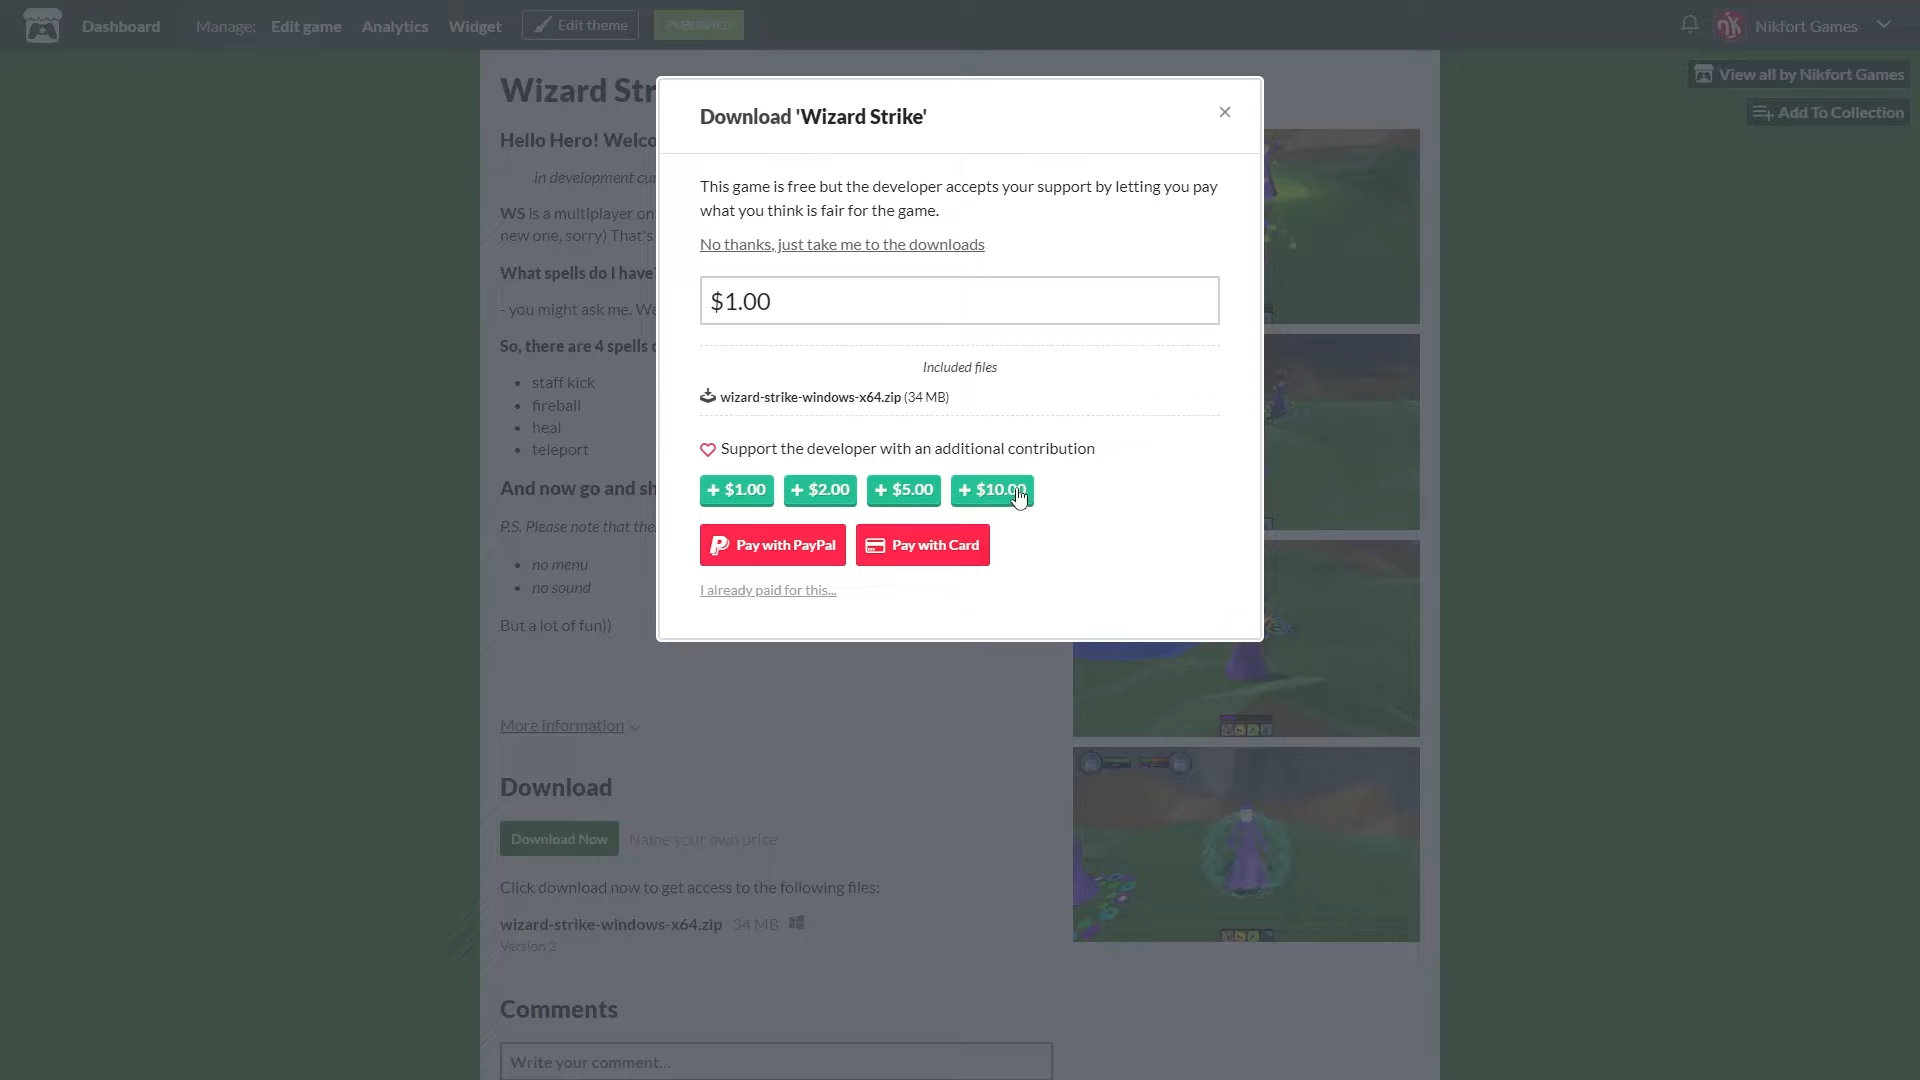 Dashboard
Manage: Edit game Analytics Widget
Edit theme
PUBLISHED
Nikfort Games
View all by Nikfort Games
Add To Collection
Wizard Str
Hello Hero! Welco
in development cur
WS is a multiplayer on
new one, sorry) That's
What spells do I have?
- you might ask me. We
So, there are 4 spells
• staff kick
• fireball
• heal
• teleport
And now go and sh
P.S. Please note that the
• no menu
• no sound
But a lot of fun))
More information
Download
Download Now Name your own price
Click download now to get access to the following files:
wizard-strike-windows-x64.zip 34 MB
Version 2
Comments
Write your comment...
Download 'Wizard Strike'
×
This game is free but the developer accepts your support by letting you pay
what you think is fair for the game.
No thanks, just take me to the downloads
$1.00
Included files
wizard-strike-windows-x64.zip (34 MB)
Support the developer with an additional contribution
+ $1.00 + $2.00 + $5.00 + $10.00
Pay with PayPal Pay with Card
I already paid for this...